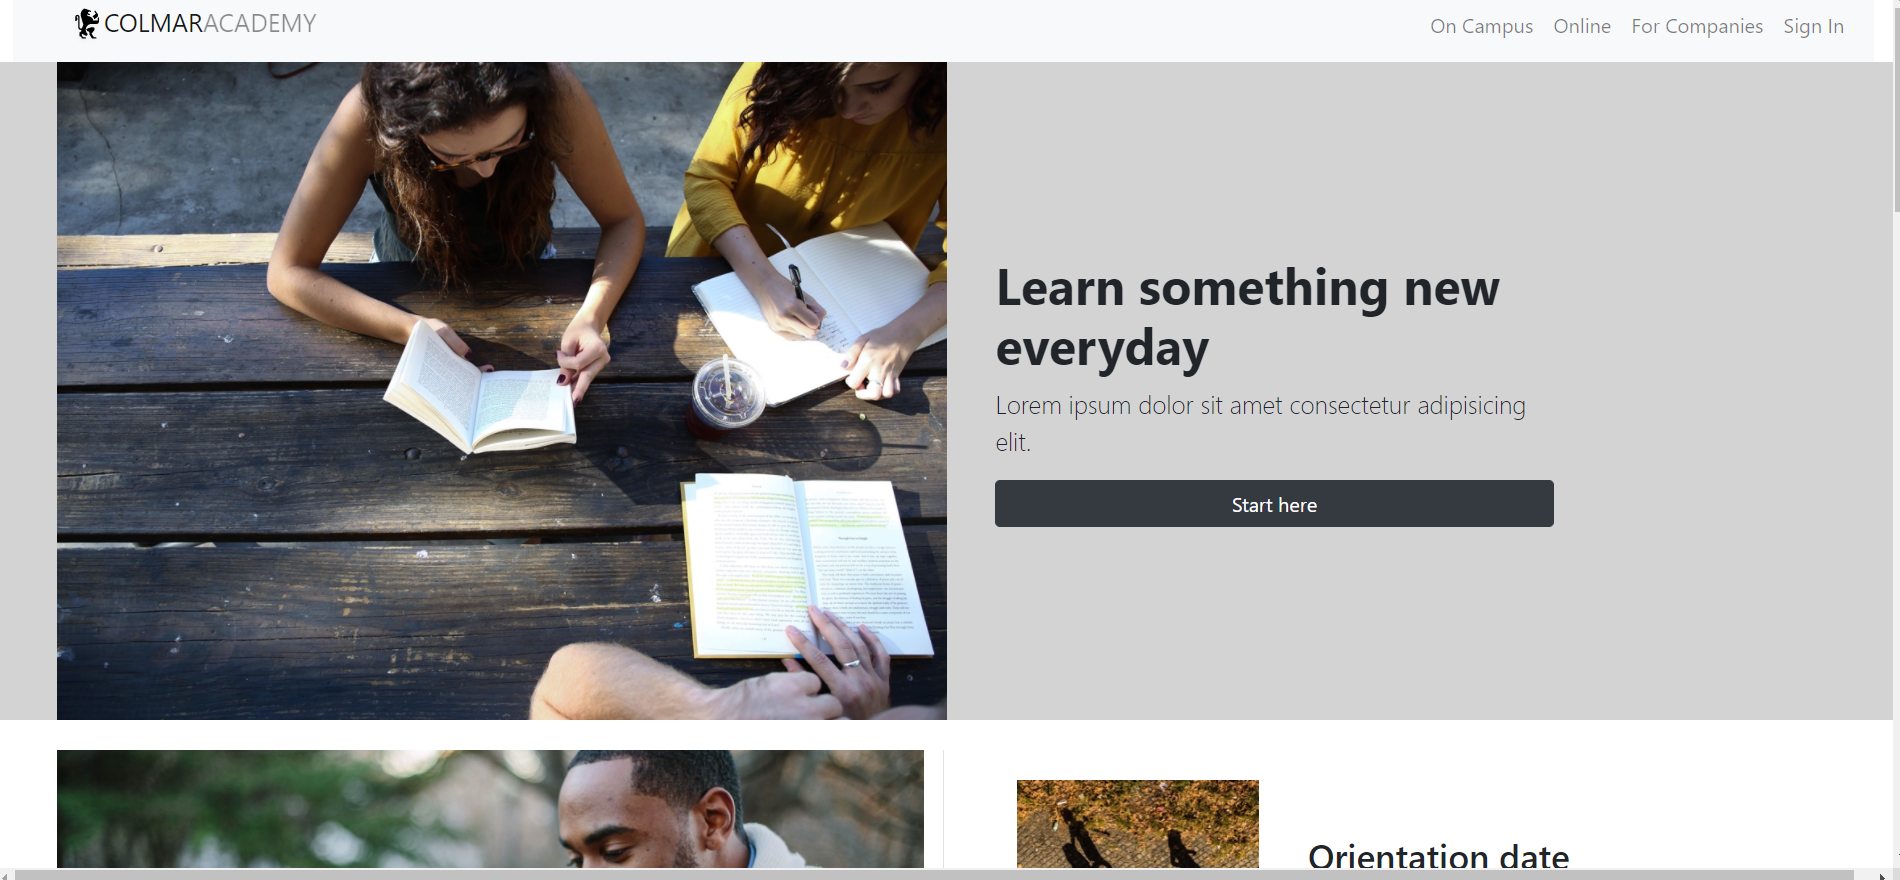 COLMARACADEMY
On Campus
Online
For Companies
Sign In
Learn something new
everyday
Lorem ipsum dolor sit amet consectetur adipisicing
elit.
Start here
Orientation date